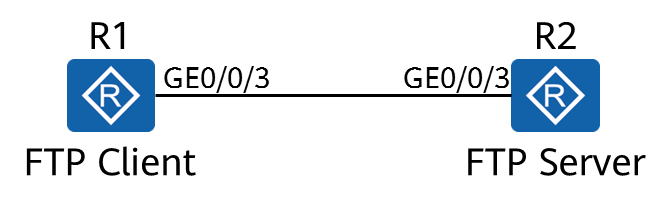 R1
R2
GE0/0/3
GE0/0/3
R
R
FTP Client
FTP Server